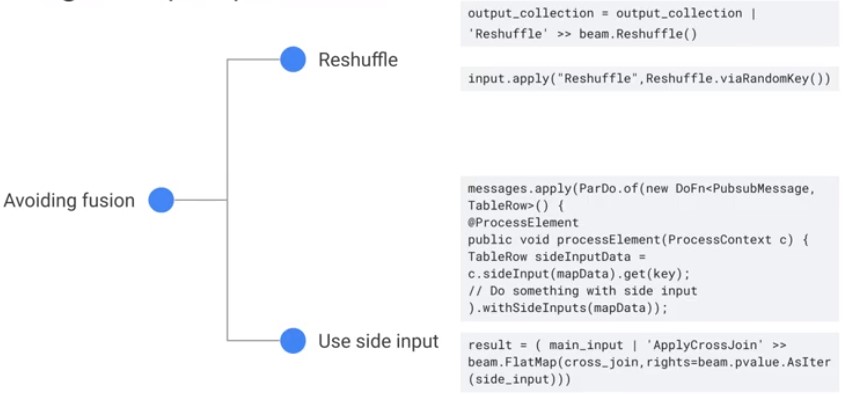 Reshuffle
output_collection = output_collection |
'Reshuffle' >> beam.Reshuffle()
input.apply("Reshuffle",Reshuffle.viaRandomKey())
Avoiding fusion
messages.apply(ParDo.of(new DoFn<PubsubMessage,
TableRow>() {
@ProcessElement
public void processElement(ProcessContext c) {
TableRow sideInputData =
c.sideInput(mapData).get(key);
// Do something with side input
).withSideInputs(mapData));
Use side input
result = ( main_input | 'ApplyCrossJoin' >>
beam.FlatMap(cross_join,rights=beam.pvalue.AsIter
(side_input)))